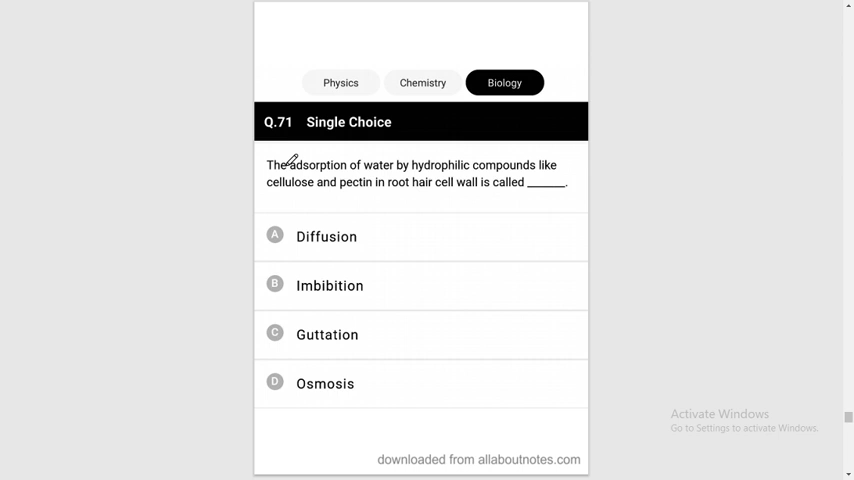 Physics
Chemistry
Biology
Q.71 Single Choice
The adsorption of water by hydrophilic compounds like
cellulose and pectin in root hair cell wall is called ______.
A Diffusion
B Imbibition
C Guttation
D Osmosis
Activate Windows
Go to Settings to activate Windows.
downloaded from allaboutnotes.com